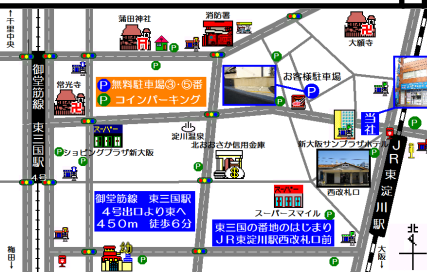 ↑千里中央
蒲田神社
消防署
大願寺
御堂筋線 東三国駅
4号
常光寺
P 無料駐車場③・⑤番
P コインパーキング
お客様駐車場
P
当社
スーパー
ショッピングプラザ新大阪
淀川温泉
北おおさか信用金庫
新大阪サンプラザホテル
西改札口
JR東淀川駅
御堂筋線 東三国駅
4号出口より東へ
450m 徒歩6分
スーパー
スーパースマイル
東三国の番地のはじまり
JR東淀川駅西改札口前
北
梅田↓
大阪↓